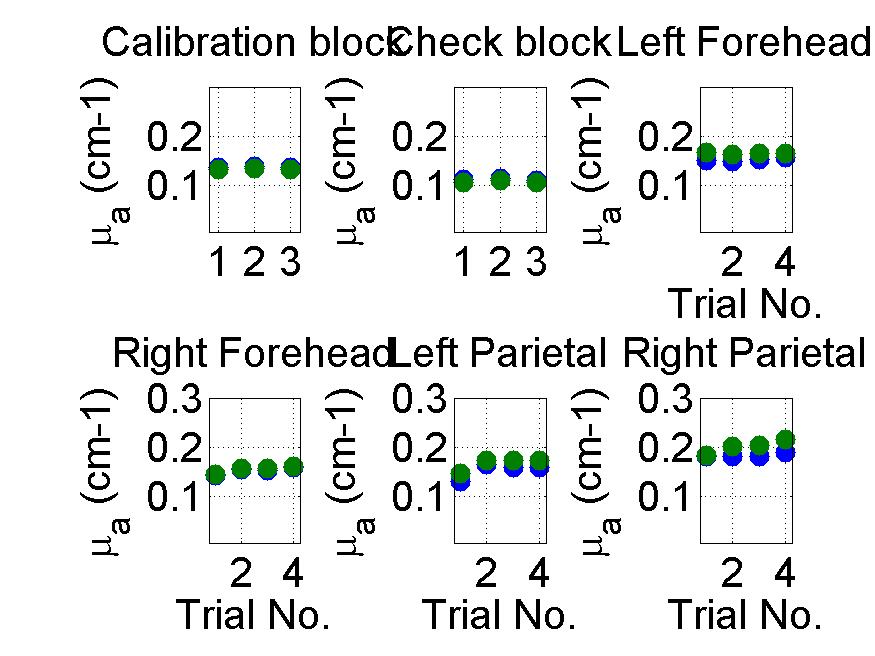 Calibration block
μa (cm-1)
0.2
0.1
1 2 3
Check block
μa (cm-1)
0.2
0.1
1 2 3
Left Forehead
μa (cm-1)
0.2
0.1
2 4
Trial No.
Right Forehead
μa (cm-1)
0.3
0.2
0.1
2 4
Trial No.
Left Parietal
μa (cm-1)
0.3
0.2
0.1
2 4
Trial No.
Right Parietal
μa (cm-1)
0.3
0.2
0.1
2 4
Trial No.